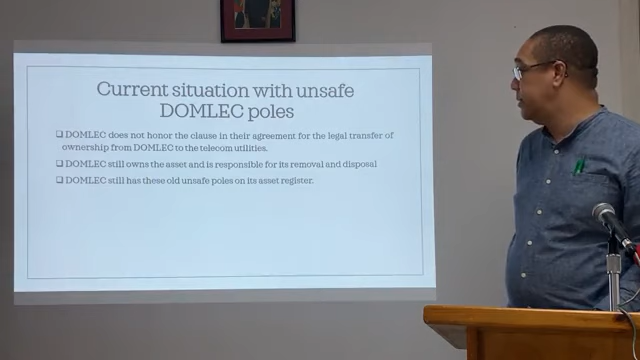 Current situation with unsafe
DOMLEC poles
❑ DOMLEC does not honor the clause in their agreement for the legal transfer of
ownership from DOMLEC to the telecom utilities.
❑ DOMLEC still owns the asset and is responsible for its removal and disposal
❑ DOMLEC still has these old unsafe poles on its asset register.